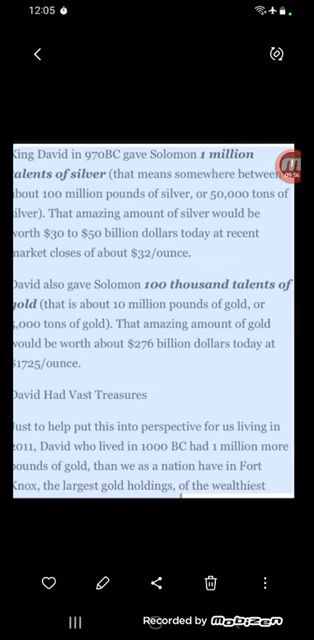 12:05
King David in 970BC gave Solomon 1 million
talents of silver (that means somewhere between
about 100 million pounds of silver, or 50,000 tons of
silver). That amazing amount of silver would be
worth $30 to $50 billion dollars today at recent
market closes of about $32/ounce.
09:56
David also gave Solomon 100 thousand talents of
gold (that is about 10 million pounds of gold, or
5,000 tons of gold). That amazing amount of gold
would be worth about $276 billion dollars today at
$1725/ounce.
David Had Vast Treasures
Just to help put this into perspective for us living in
2011, David who lived in 1000 BC had 1 million more
pounds of gold, than we as a nation have in Fort
Knox, the largest gold holdings, of the wealthiest
Recorded by mobizen